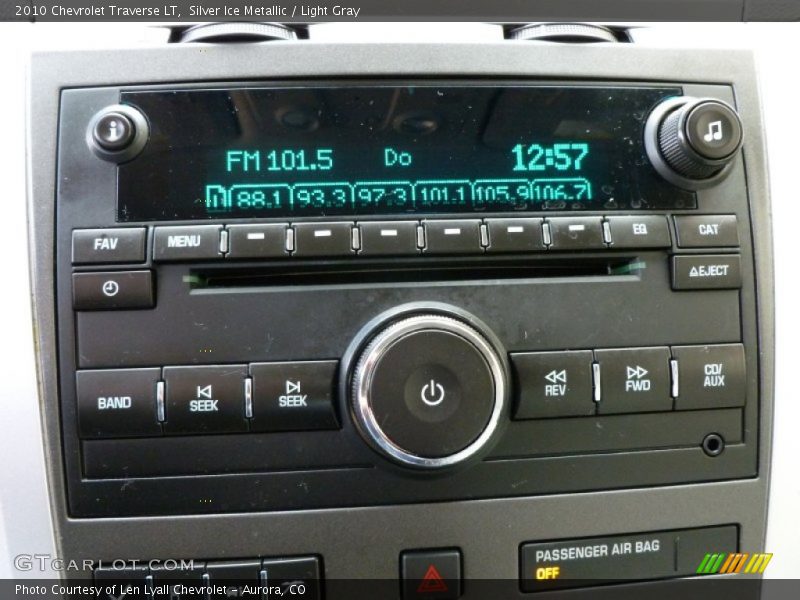 2010 Chevrolet Traverse LT, Silver Ice Metallic / Light Gray
FM 101.5 Do 12:57
88.1 93.3 97.3 101.1 105.9 106.7
FAV MENU EQ CAT
EJECT
BAND SEEK SEEK REV FWD CD/
AUX
PASSENGER AIR BAG
OFF
GTCARLOT.COM
Photo Courtesy of Len Lyall Chevrolet - Aurora, CO